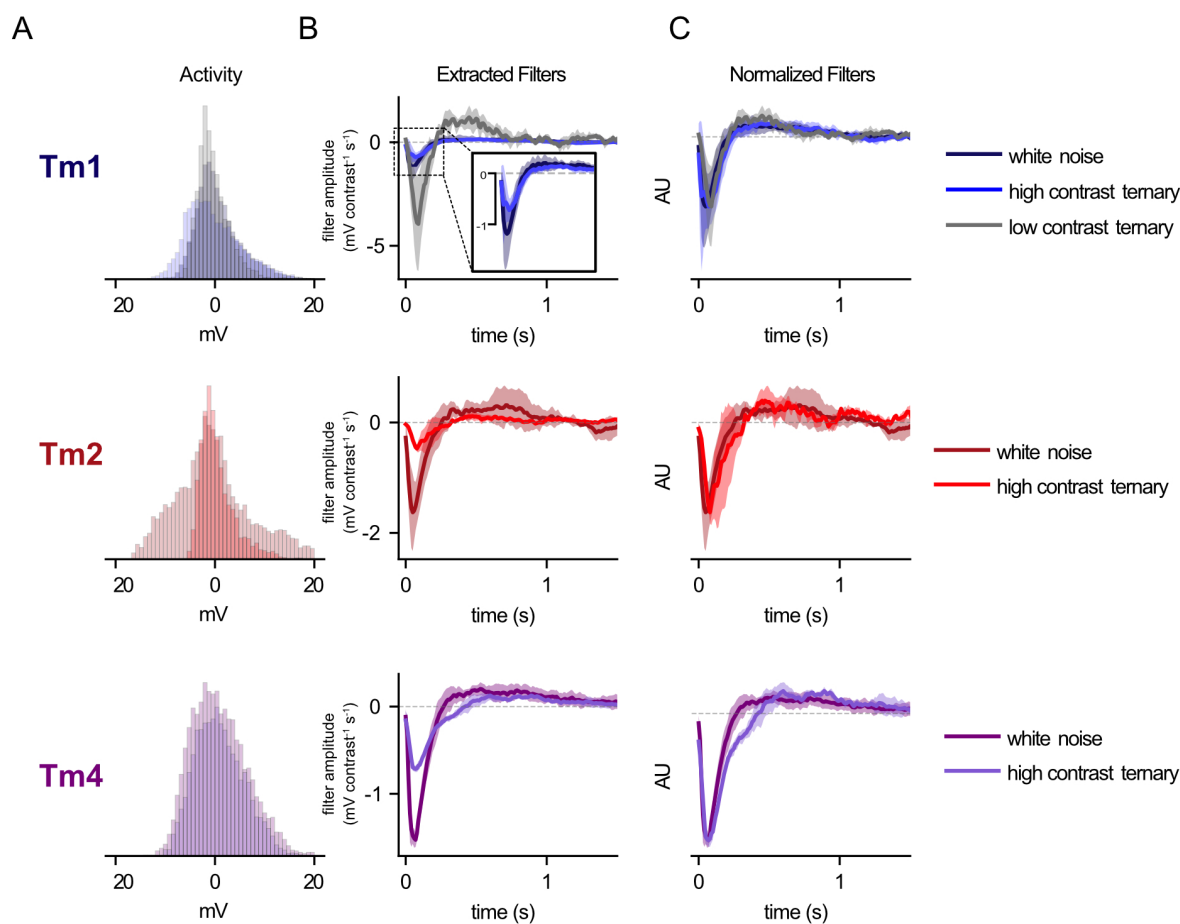 A
B
C
Activity
Extracted Filters
Normalized Filters
Tm1
filter amplitude
(mV contrast⁻¹ s⁻¹)
0
-5
0
-1
AU
white noise
high contrast ternary
low contrast ternary
20 0 20
mV
0 1
time (s)
0 1
time (s)
Tm2
filter amplitude
(mV contrast⁻¹ s⁻¹)
0
-2
AU
white noise
high contrast ternary
20 0 20
mV
0 1
time (s)
0 1
time (s)
Tm4
filter amplitude
(mV contrast⁻¹ s⁻¹)
0
-1
AU
white noise
high contrast ternary
20 0 20
mV
0 1
time (s)
0 1
time (s)